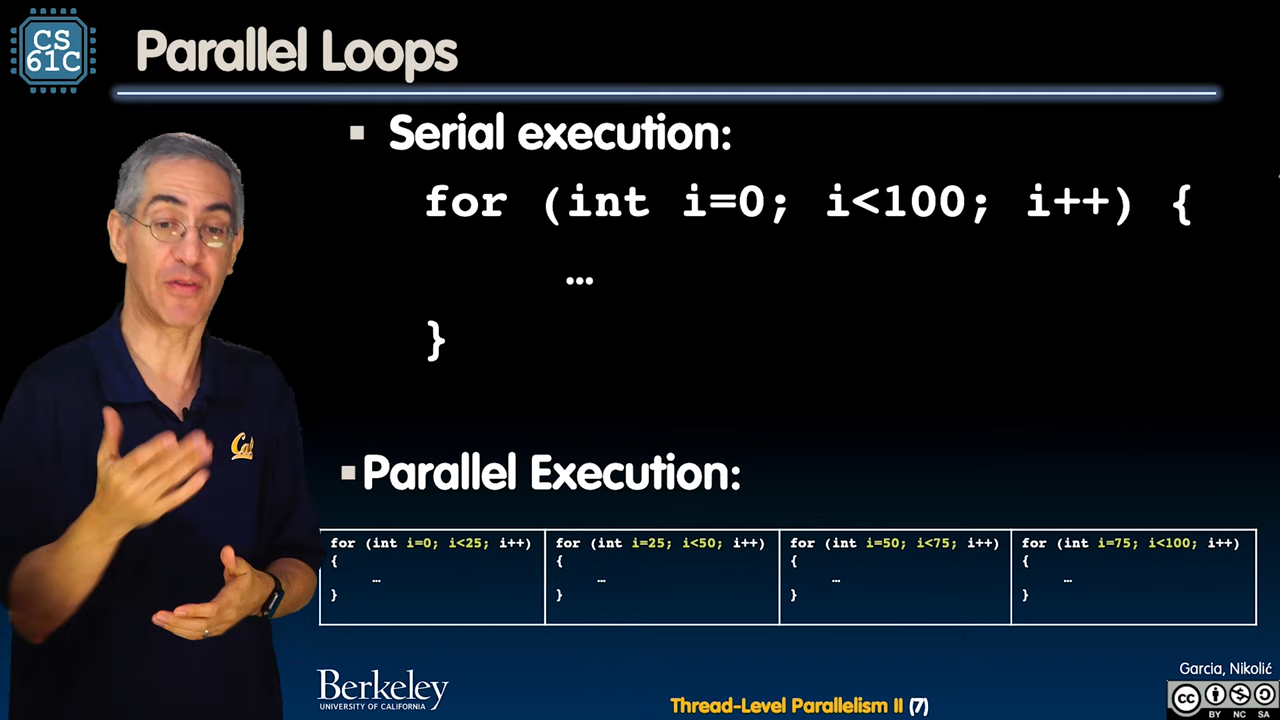 CS
61C
Parallel Loops
Serial execution:
for (int i=0; i<100; i++) {
…
}
Parallel Execution:
for (int i=0; i<25; i++)
{
…
}
for (int i=25; i<50; i++)
{
…
}
for (int i=50; i<75; i++)
{
…
}
for (int i=75; i<100; i++)
{
…
}
Cal
Berkeley
UNIVERSITY OF CALIFORNIA
Thread-Level Parallelism II (7)
Garcia, Nikolić
CC
BY NC SA